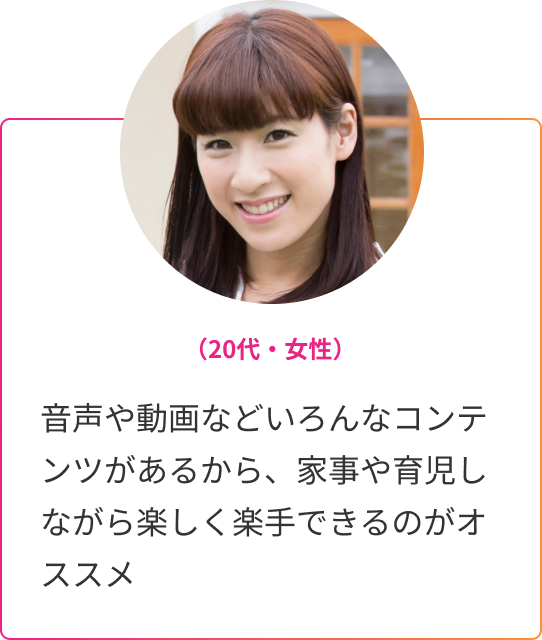 （20代・女性）
音声や動画などいろんなコンテ
ンツがあるから、家事や育児し
ながら楽しく楽手できるのがオ
ススメ